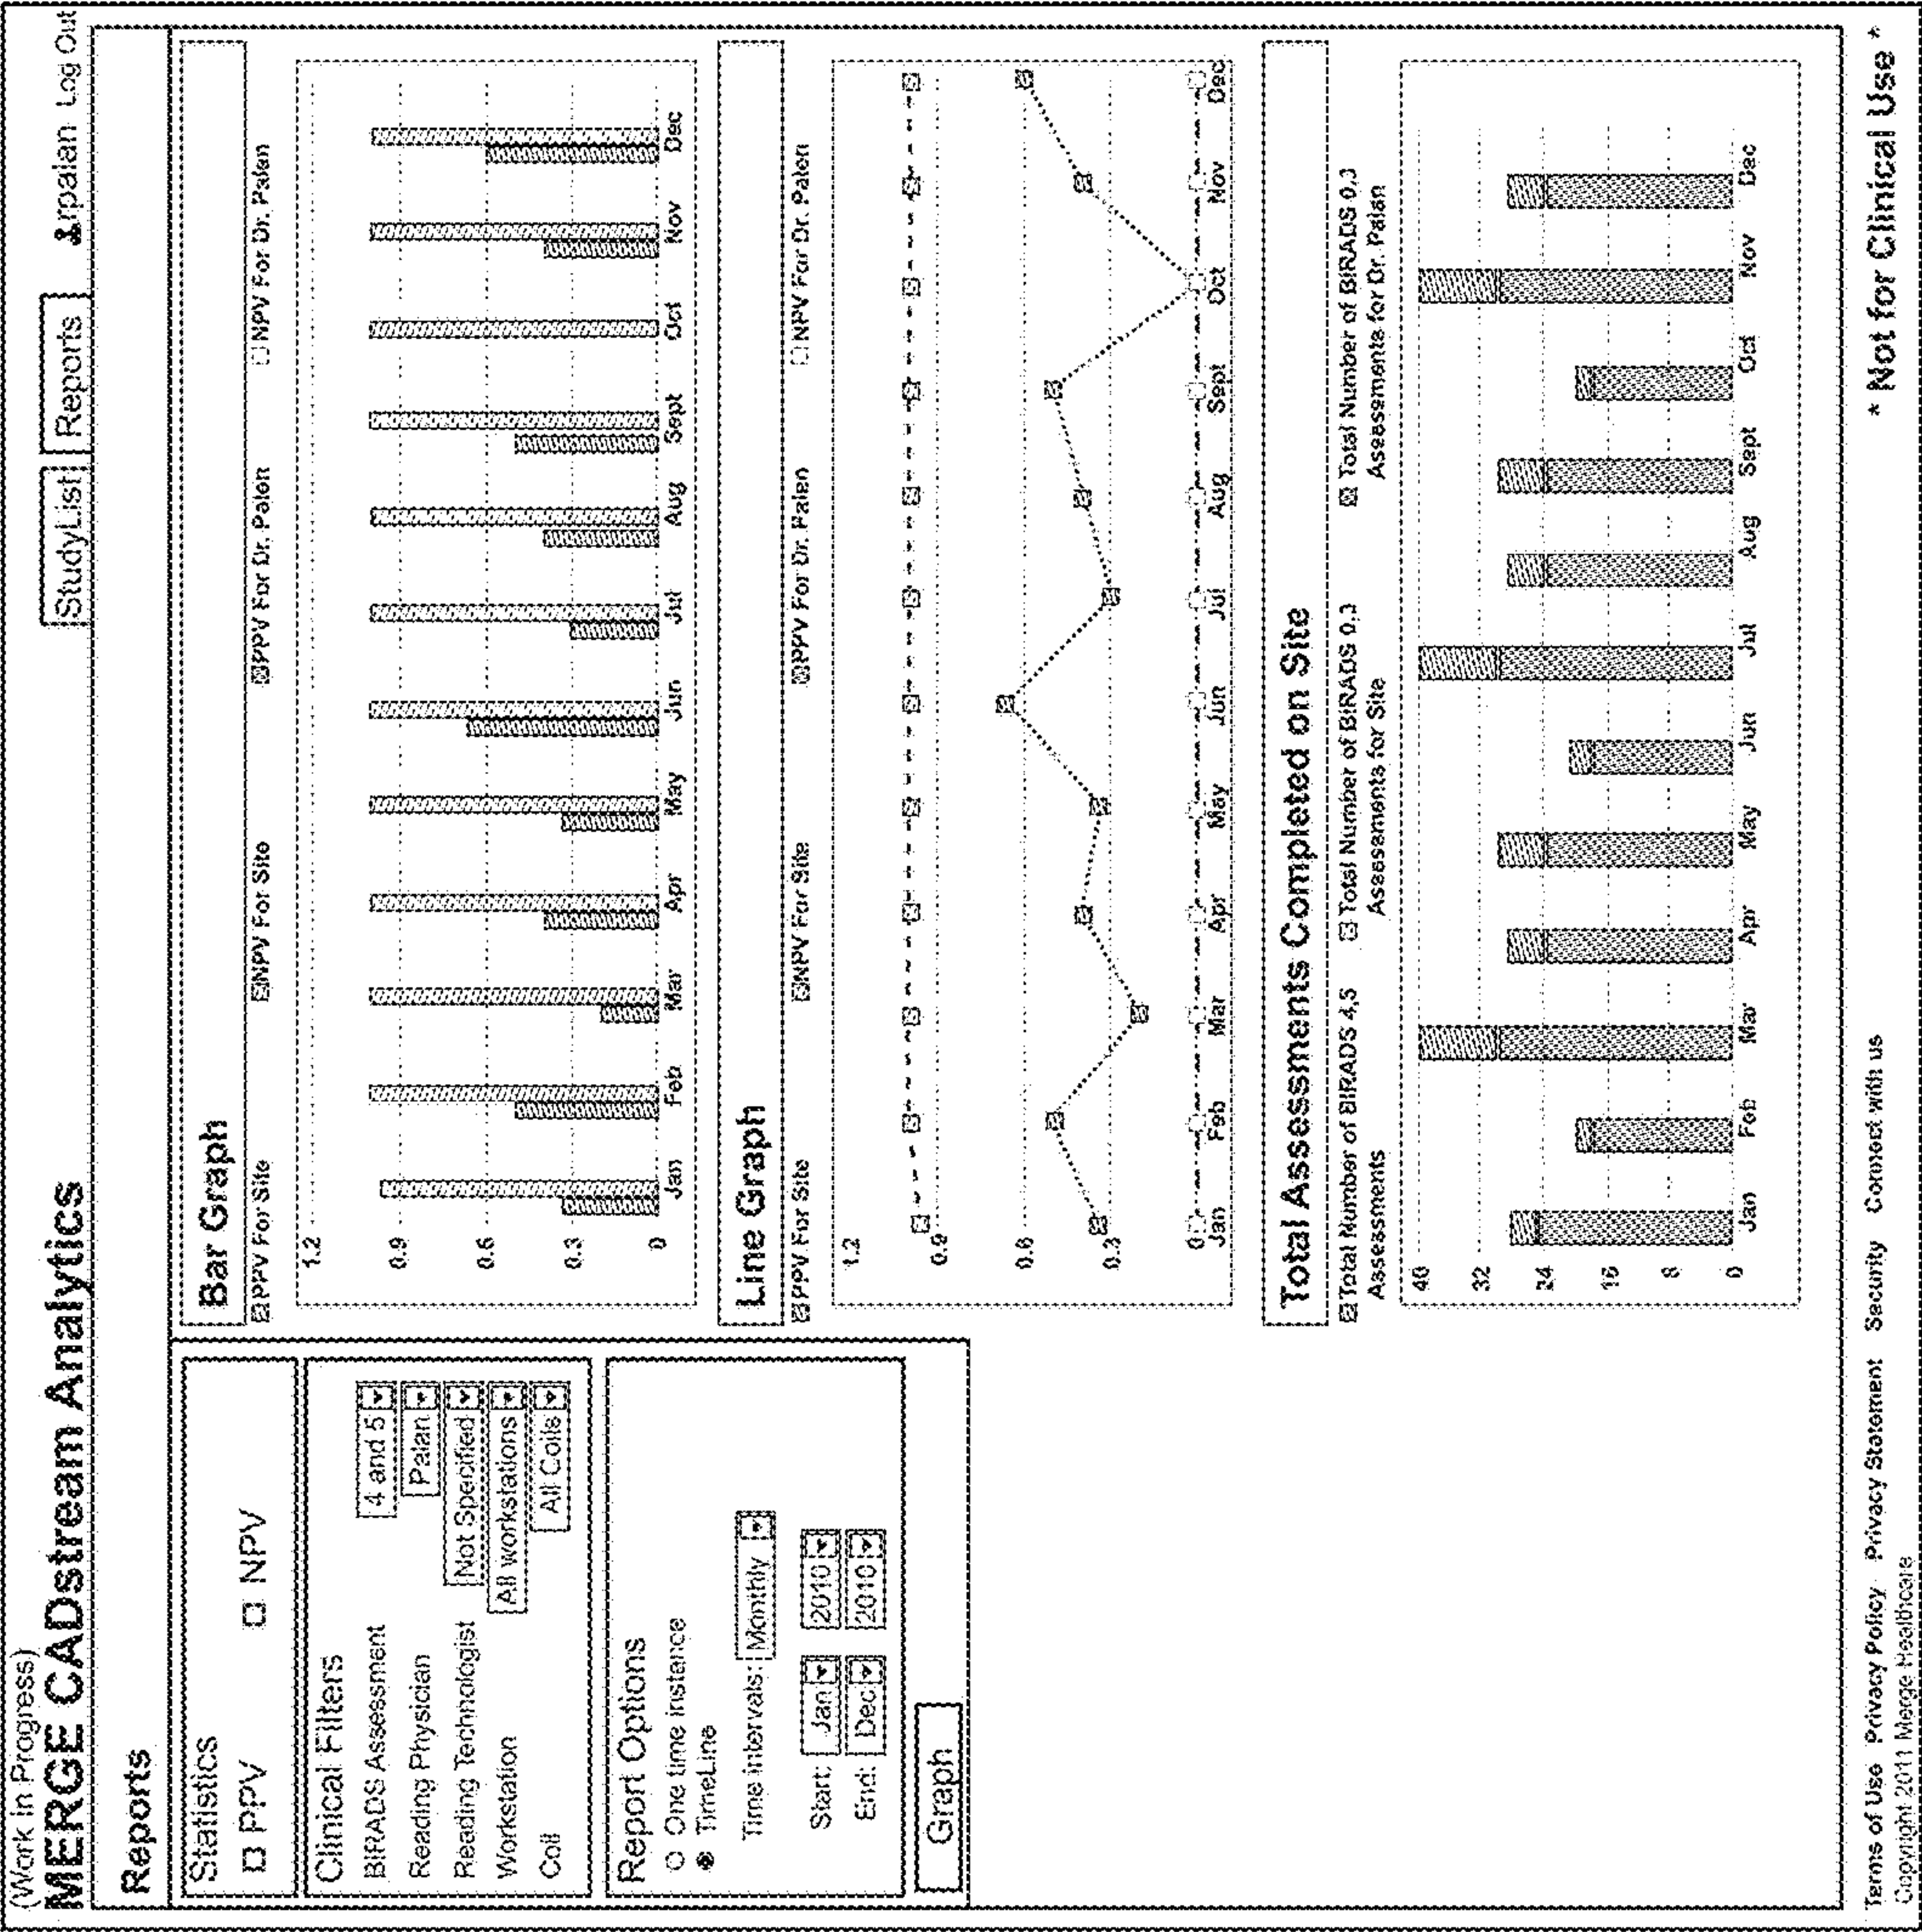 (Work In Progress)
MERGE CADstream Analytics
StudyList Reports rpalan Log Out
Reports
Statistics
PPV NPV
Clinical Filters
BIRADS Assessment 4 and 5
Reading Physician Palan
Reading Technologist Not Specified
Workstation All workstations
Coil All Coils
Report Options
One time instance
TimeLine
Time intervals: Monthly
Start: Jan 2010
End: Dec 2010
Graph
Bar Graph
PPV For Site NPV For Site PPV For Dr. Palen NPV For Dr. Palen
1.2
0.9
0.6
0.3
0
Jan Feb Mar Apr May Jun Jul Aug Sept Oct Nov Dec
Line Graph
PPV For Site NPV For Site PPV For Dr. Palen NPV For Dr. Palen
1.2
0.9
0.6
0.3
0
Jan Feb Mar Apr May Jun Jul Aug Sept Oct Nov Dec
Total Assessments Completed on Site
Total Number of BIRADS 4,5 Total Number of BIRADS 0,3 Total Number of BIRADS 0,3
Assessments Assessments for Site Assessments for Dr. Palan
40
32
24
16
8
0
Jan Feb Mar Apr May Jun Jul Aug Sept Oct Nov Dec
Terms of Use Privacy Policy Privacy Statement Security Connect with us
Copyright 2011 Merge Healthcare
* Not for Clinical Use *